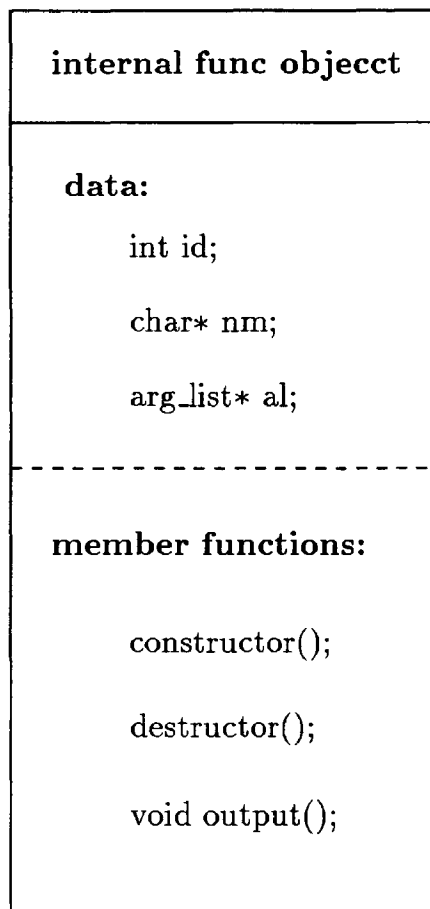 internal func objecct
data:
int id;
char* nm;
arg_list* al;
member functions:
constructor();
destructor();
void output();